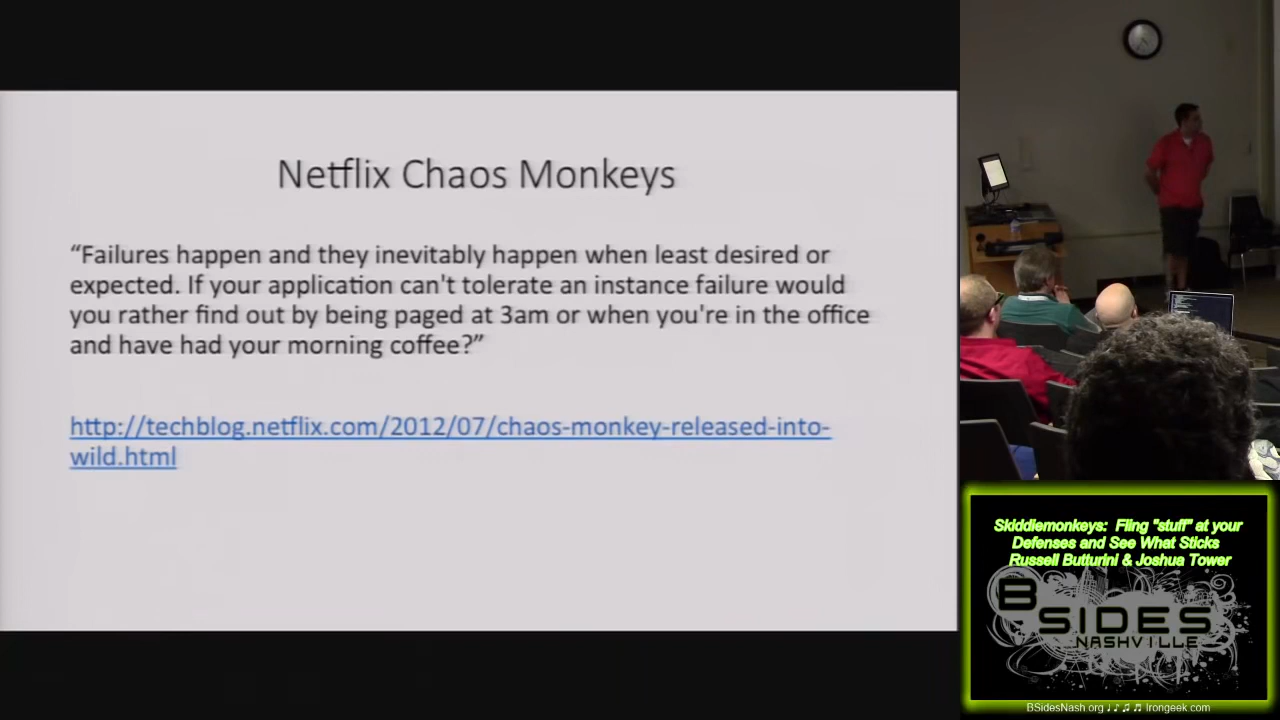 Netflix Chaos Monkeys
“Failures happen and they inevitably happen when least desired or
expected. If your application can't tolerate an instance failure would
you rather find out by being paged at 3am or when you're in the office
and have had your morning coffee?”
http://techblog.netflix.com/2012/07/chaos-monkey-released-into-
wild.html
Skiddiemonkeys: Fling "stuff" at your
Defenses and See What Sticks
Russell Butturini & Joshua Tower
BSIDES
NASHVILLE
BSidesNash.org ♩ ♪ ♫ ♬ Irongeek.com